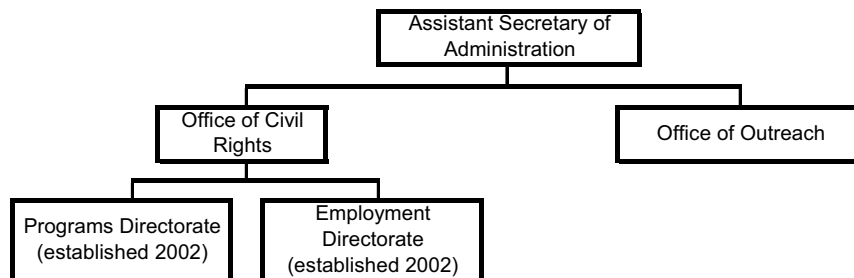 Assistant Secretary of
Administration
Office of Civil
Rights
Office of Outreach
Programs Directorate
(established 2002)
Employment
Directorate
(established 2002)